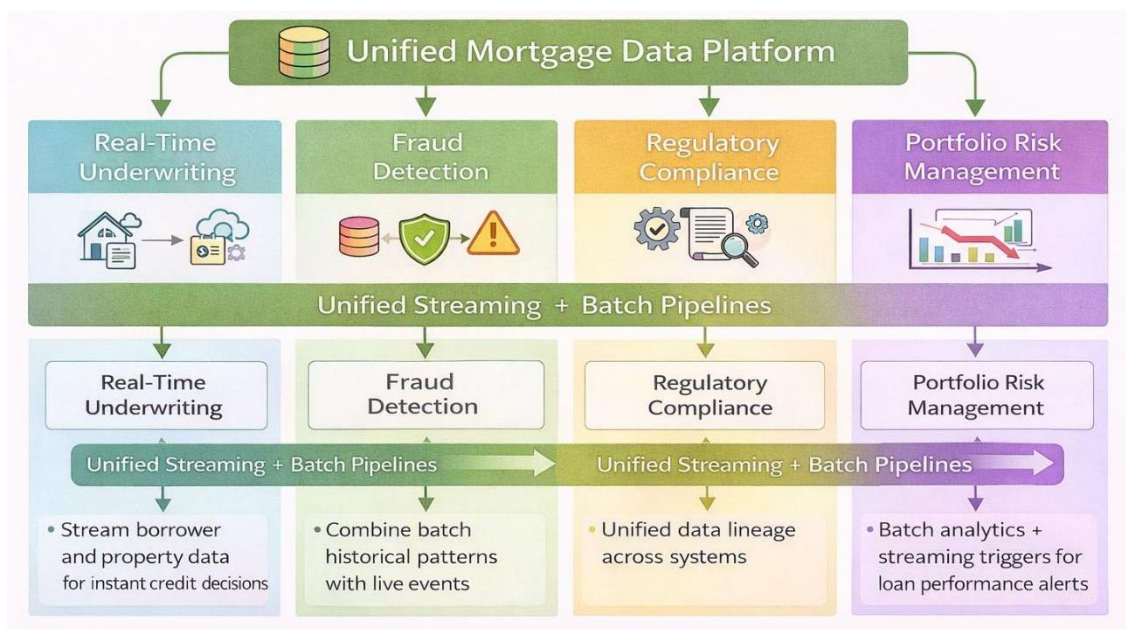 Unified Mortgage Data Platform
Real-Time
Underwriting
Fraud
Detection
Regulatory
Compliance
Portfolio Risk
Management
Unified Streaming + Batch Pipelines
Real-Time
Underwriting
Fraud
Detection
Regulatory
Compliance
Portfolio Risk
Management
Unified Streaming + Batch Pipelines
Unified Streaming + Batch Pipelines
• Stream borrower
and property data
for instant credit decisions
• Combine batch
historical patterns
with live events
• Unified data lineage
across systems
• Batch analytics +
streaming triggers for
loan performance alerts